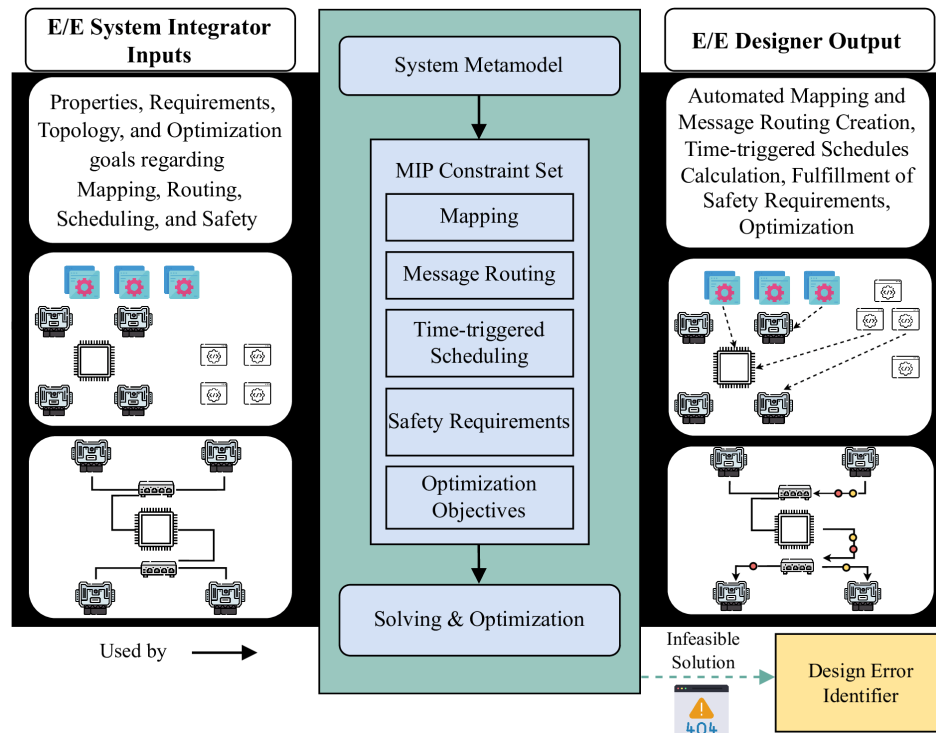 E/E System Integrator
Inputs
Properties, Requirements,
Topology, and Optimization
goals regarding
Mapping, Routing,
Scheduling, and Safety
Used by
System Metamodel
MIP Constraint Set
Mapping
Message Routing
Time-triggered
Scheduling
Safety Requirements
Optimization
Objectives
Solving & Optimization
E/E Designer Output
Automated Mapping and
Message Routing Creation,
Time-triggered Schedules
Calculation, Fulfillment of
Safety Requirements,
Optimization
Infeasible
Solution
404
Design Error
Identifier